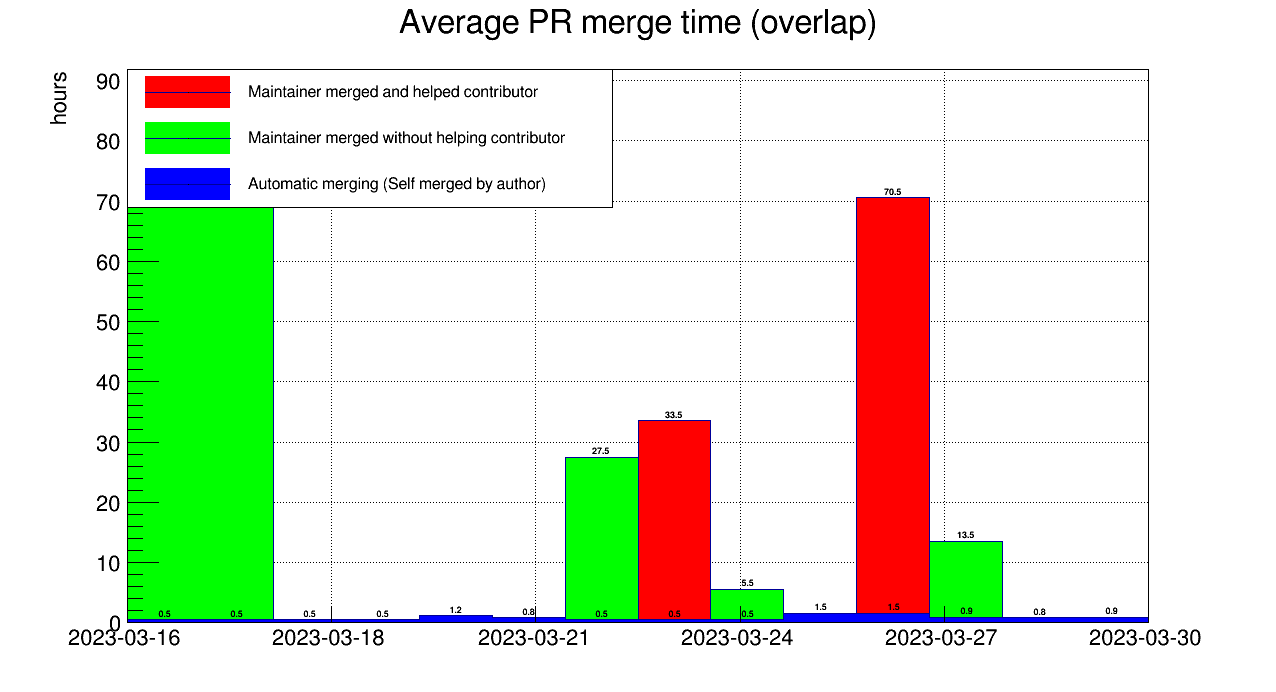 Average PR merge time (overlap)
hours
90
80
70
60
50
40
30
20
10
0
Maintainer merged and helped contributor
Maintainer merged without helping contributor
Automatic merging (Self merged by author)
70.5
33.5
27.5
13.5
5.5
0.5 0.5 0.5 0.5 1.2 0.8 0.5 0.5 0.5 1.5 1.5 0.9 0.8 0.9
2023-03-16 2023-03-18 2023-03-21 2023-03-24 2023-03-27 2023-03-30